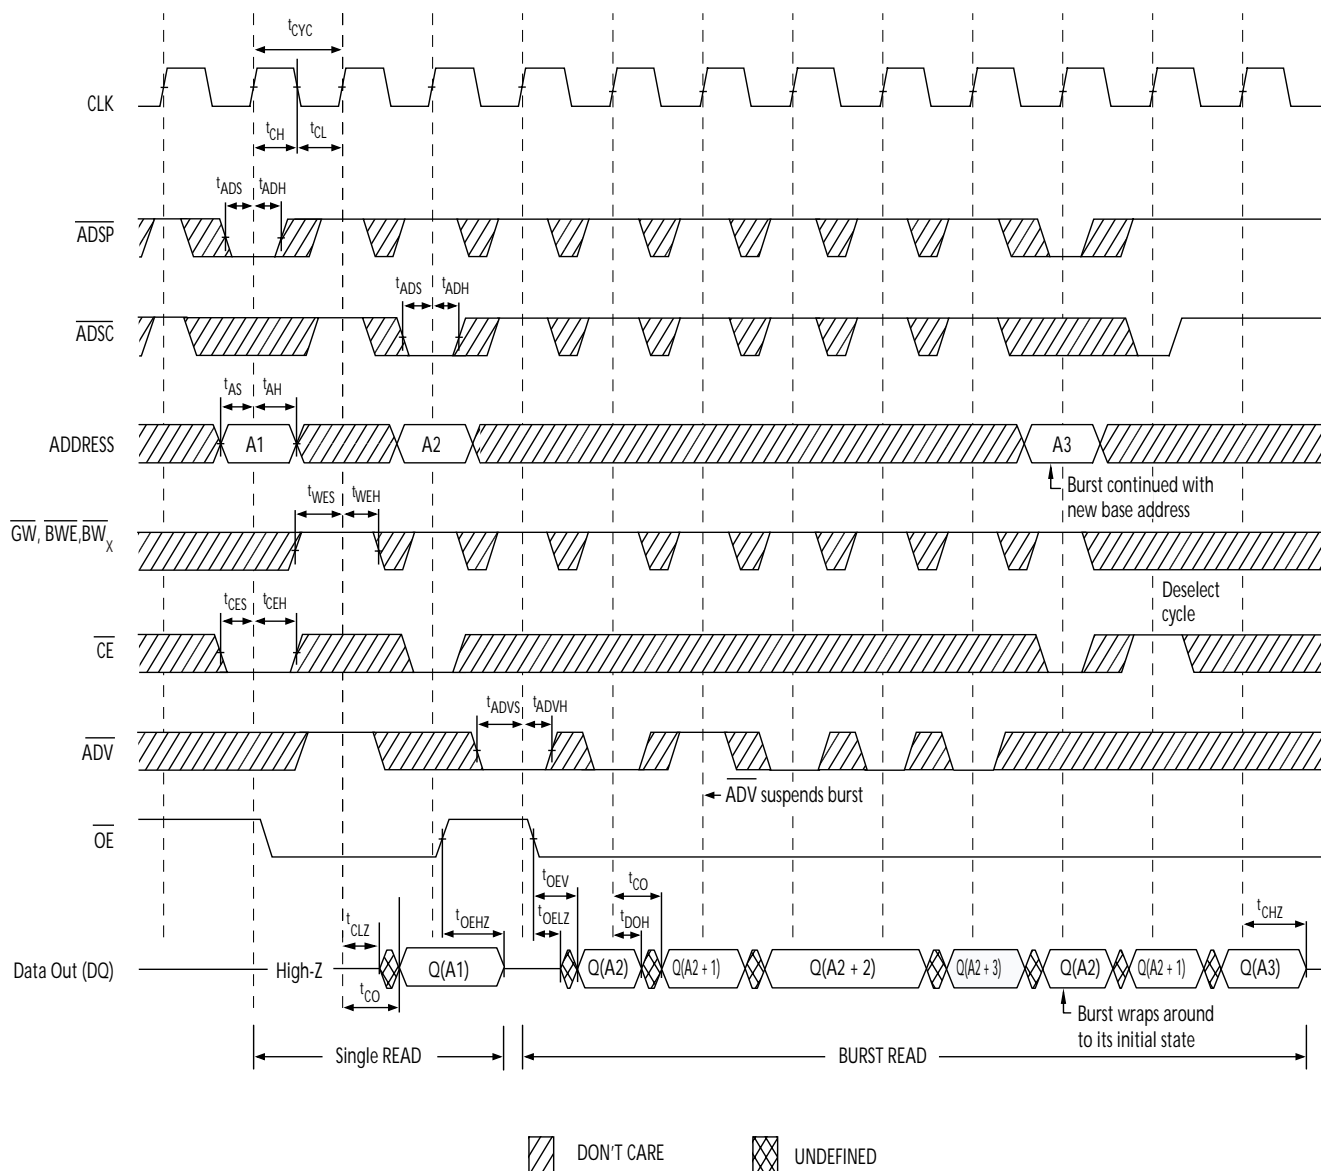 tCYC
CLK
tCH
tCL
tADS
tADH
ADSP
tADS
tADH
ADSC
tAS
tAH
ADDRESS
A1
A2
A3
Burst continued with
new base address
tWES
tWEH
GW, BWE,BWX
Deselect
cycle
tCES
tCEH
CE
tADVS
tADVH
ADV
ADV suspends burst
OE
tOEV
tCO
tCLZ
tOEHZ
tOELZ
tDOH
tCHZ
Data Out (DQ)
High-Z
Q(A1)
Q(A2)
Q(A2 + 1)
Q(A2 + 2)
Q(A2 + 3)
Q(A2)
Q(A2 + 1)
Q(A3)
tCO
Burst wraps around
to its initial state
Single READ
BURST READ
DON'T CARE
UNDEFINED